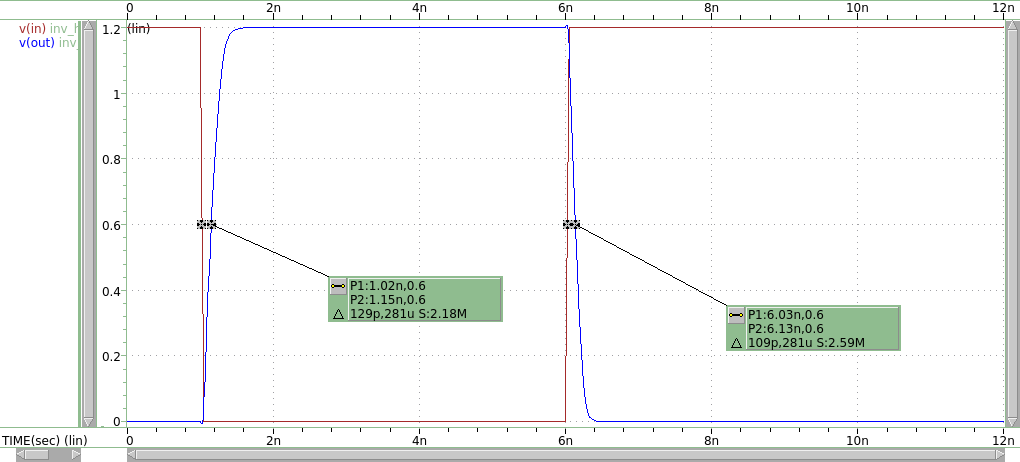 0 2n 4n 6n 8n 10n 12n
v(in) inv_h
v(out) inv_
(lin)
1.2
1
0.8
0.6
0.4
0.2
0
P1:1.02n,0.6
P2:1.15n,0.6
△ 129p,281u S:2.18M
P1:6.03n,0.6
P2:6.13n,0.6
△ 109p,281u S:2.59M
TIME(sec) (lin) 0 2n 4n 6n 8n 10n 12n